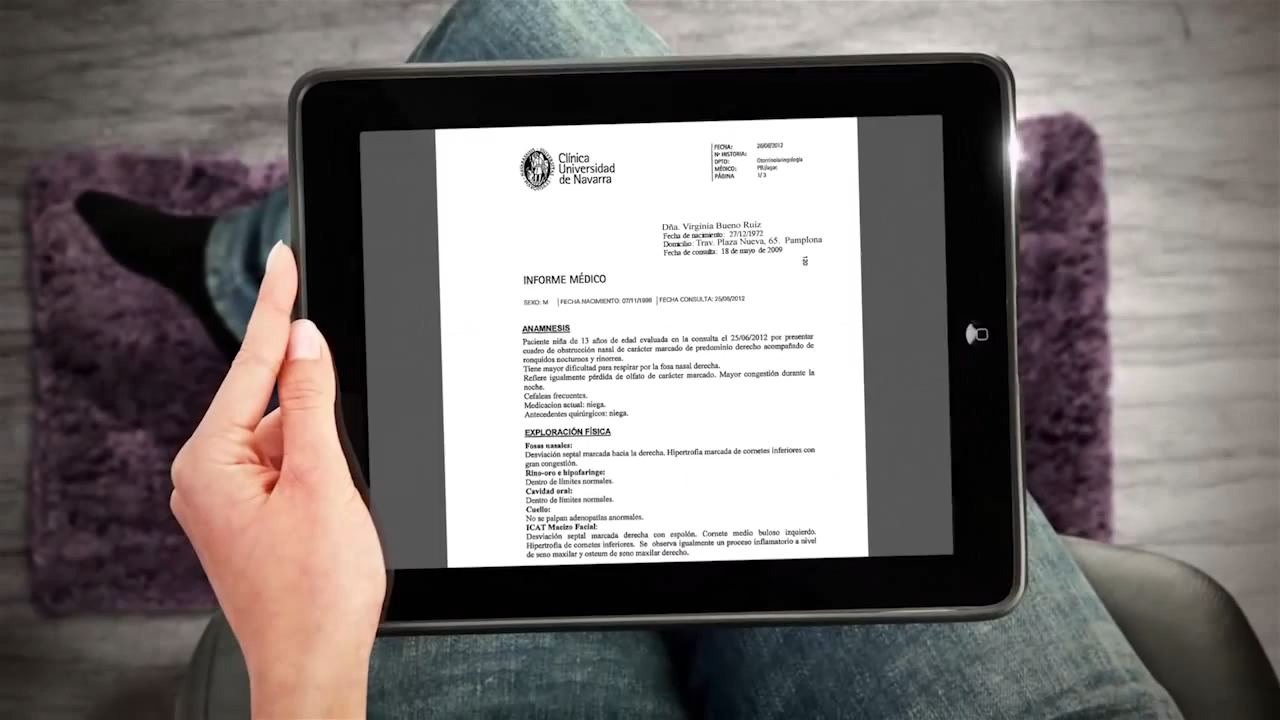 Clínica
Universidad
de Navarra
FECHA: 26/06/2012
Nº HISTORIA:
DPTO: Otorrinolaringología
MÉDICO:
PÁGINA 1/ 3
Dña. Virginia Bueno Ruiz
Fecha de nacimiento: 27/12/1972
Domicilio: Trav. Plaza Nueva, 65. Pamplona
Fecha de consulta: 18 de mayo de 2009
120
INFORME MÉDICO
SEXO: M | FECHA NACIMIENTO: 07/11/1998 | FECHA CONSULTA: 25/06/2012
ANAMNESIS
Paciente niña de 13 años de edad evaluada en la consulta el 25/06/2012 por presentar
cuadro de obstrucción nasal de carácter marcado de predominio derecho acompañado de
ronquidos nocturnos y rinorrea.
Tiene mayor dificultad para respirar por la fosa nasal derecha.
Refiere igualmente pérdida de olfato de carácter marcado. Mayor congestión durante la
noche.
Cefaleas frecuentes.
Medicacion actual: niega.
Antecedentes quirúrgicos: niega.
EXPLORACIÓN FÍSICA
Fosas nasales:
Desviación septal marcada hacia la derecha. Hipertrofia marcada de cornetes inferiores con
gran congestión.
Rino-oro e hipofaringe:
Dentro de límites normales.
Cavidad oral:
Dentro de límites normales.
Cuello:
No se palpan adenopatías anormales.
ICAT Macizo Facial:
Desviación septal marcada derecha con espolón. Cornete medio buloso izquierdo.
Hipertrofia de cornetes inferiores. Se observa igualmente un proceso inflamatorio a nivel
de seno maxilar y osteum de seno maxilar derecho.